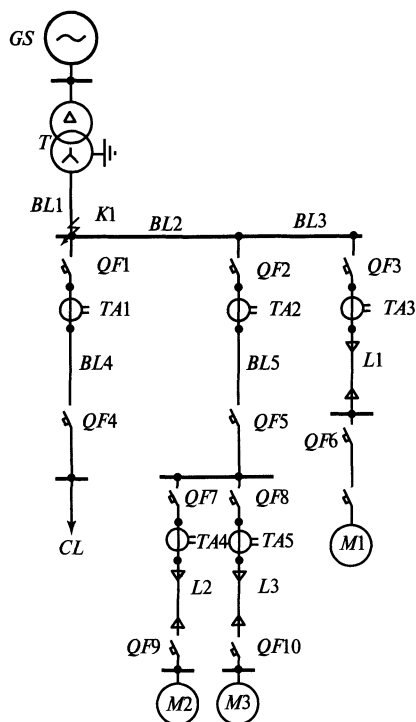 GS
T
BL1
K1
BL2
BL3
QF1
QF2
QF3
TA1
TA2
TA3
BL4
BL5
L1
QF4
QF5
QF6
QF7
QF8
CL
TA4
TA5
M1
L2
L3
QF9
QF10
M2
M3